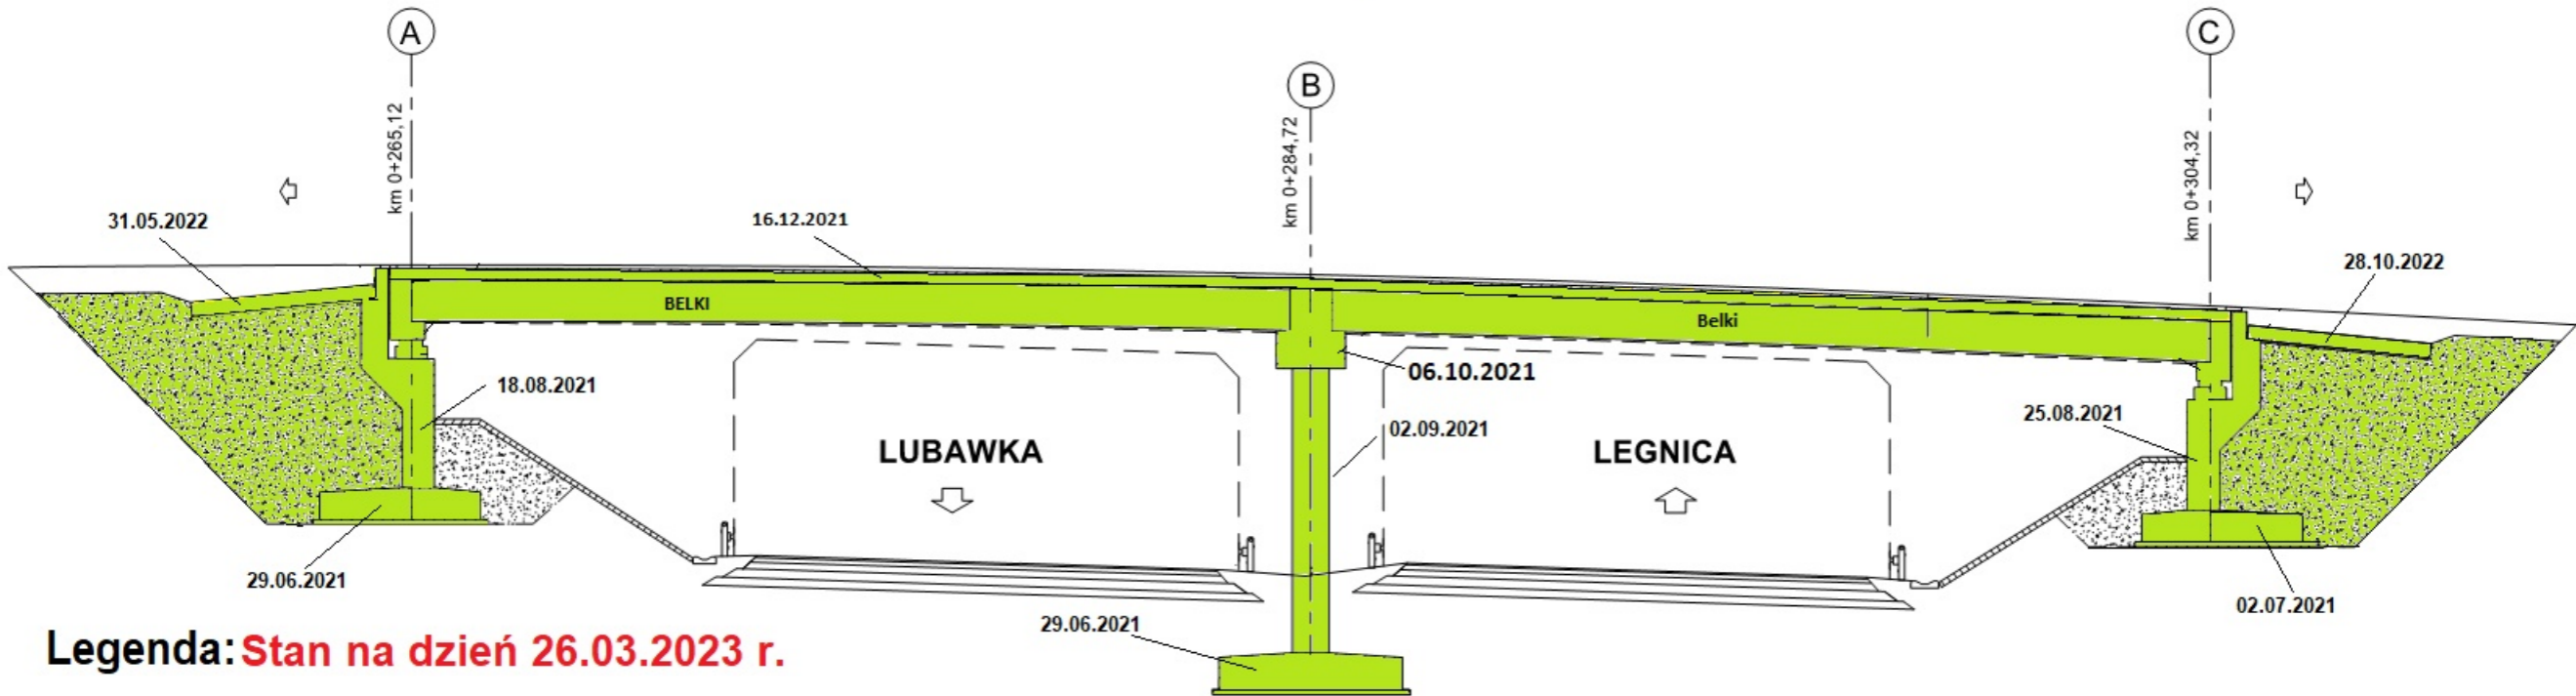 A
B
C
km 0+265,12
km 0+284,72
km 0+304,32
31.05.2022
16.12.2021
28.10.2022
BELKI
Belki
18.08.2021
06.10.2021
25.08.2021
02.09.2021
LUBAWKA
LEGNICA
29.06.2021
02.07.2021
29.06.2021
Legenda: Stan na dzień 26.03.2023 r.